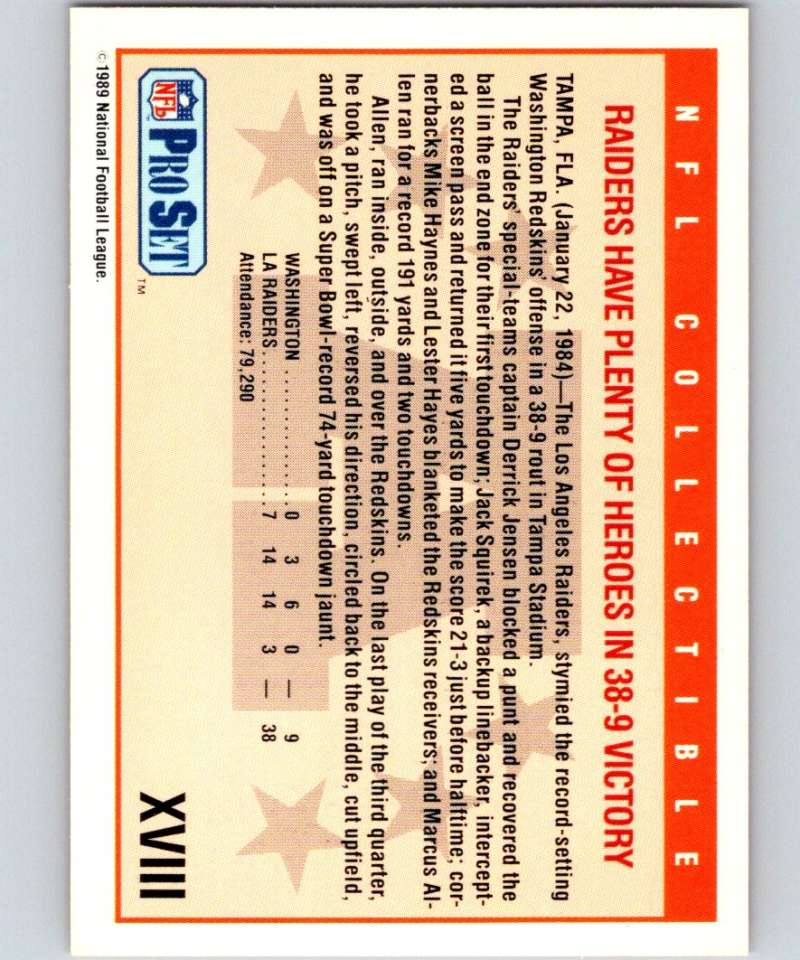 NFL COLLECTIBLE
RAIDERS HAVE PLENTY OF HEROES IN 38-9 VICTORY
TAMPA, FLA. (January 22, 1984)—The Los Angeles Raiders, stymied the record-setting
Washington Redskins' offense in a 38-9 rout in Tampa Stadium.
The Raiders' special-teams captain Derrick Jensen blocked a punt and recovered the
ball in the end zone for their first touchdown; Jack Squirek, a backup linebacker, intercept-
ed a screen pass and returned it five yards to make the score 21-3 just before halftime; cor-
nerbacks Mike Haynes and Lester Hayes blanketed the Redskins receivers; and Marcus Al-
len ran for a record 191 yards and two touchdowns.
Allen, ran inside, outside, and over the Redskins. On the last play of the third quarter,
he took a pitch, swept left, reversed his direction, circled back to the middle, cut upfield,
and was off on a Super Bowl-record 74-yard touchdown jaunt.
WASHINGTON ............... 0 3 6 0 — 9
LA RAIDERS ................ 7 14 14 3 — 38
Attendance: 79,290
NFL PRO SET ™
XVIII
© 1989 National Football League.